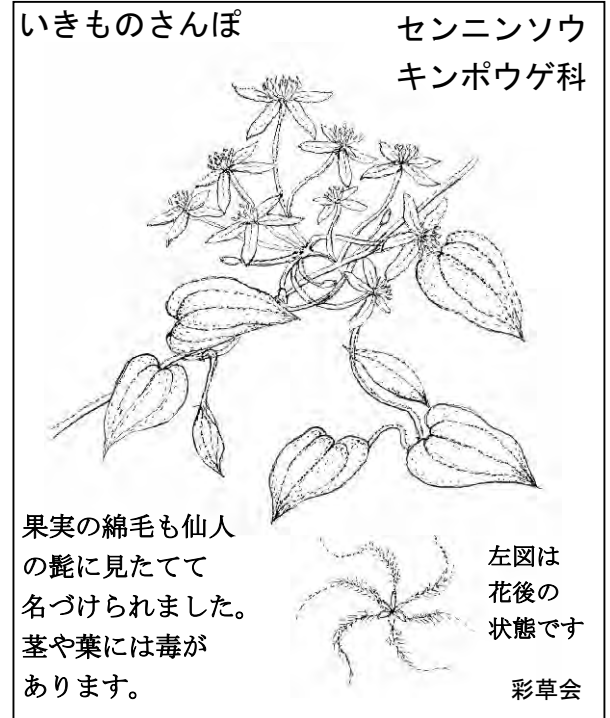 いきものさんぽ
センニンソウ
キンポウゲ科
果実の綿毛も仙人
の髭に見たてて
名づけられました。
茎や葉には毒が
あります。
左図は
花後の
状態です
彩草会